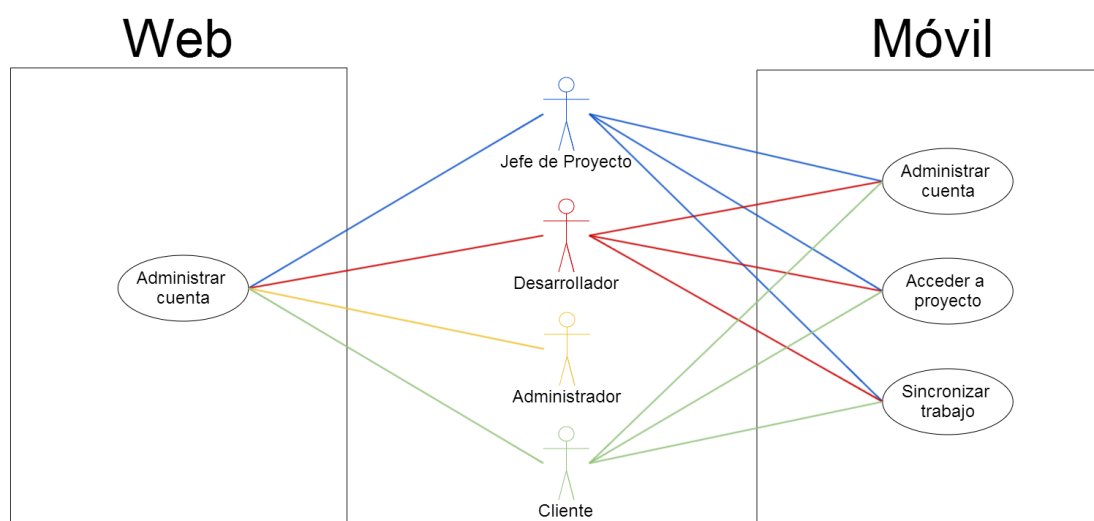 Web
Móvil
Jefe de Proyecto
Administrar
cuenta
Desarrollador
Administrar
cuenta
Acceder a
proyecto
Administrador
Sincronizar
trabajo
Cliente